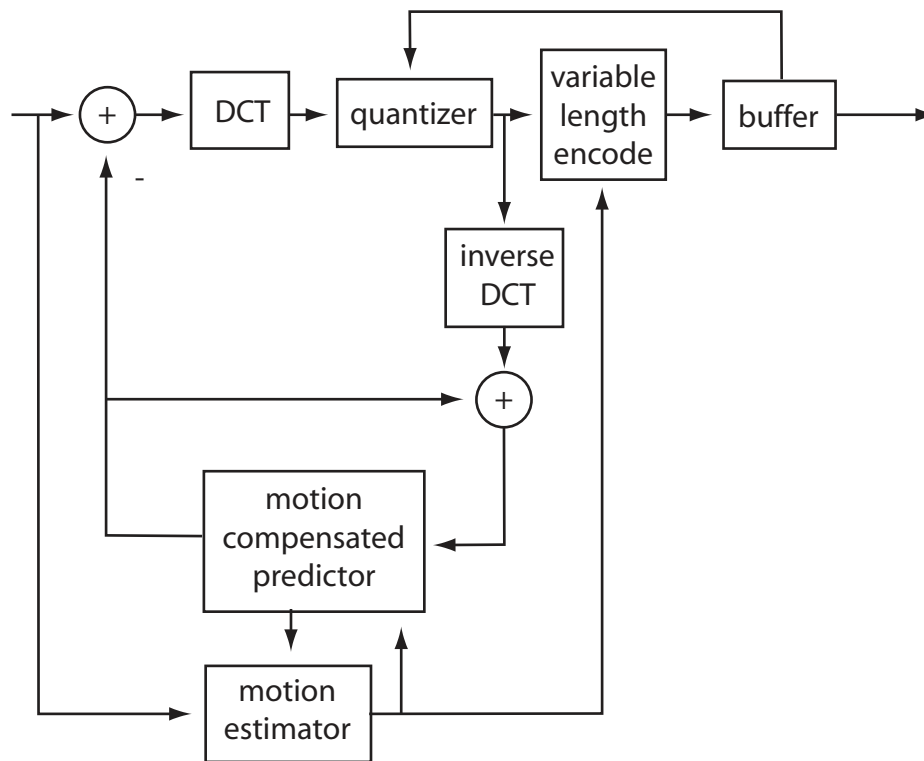 +
DCT
quantizer
variable
length
encode
buffer
-
inverse
DCT
+
motion
compensated
predictor
motion
estimator